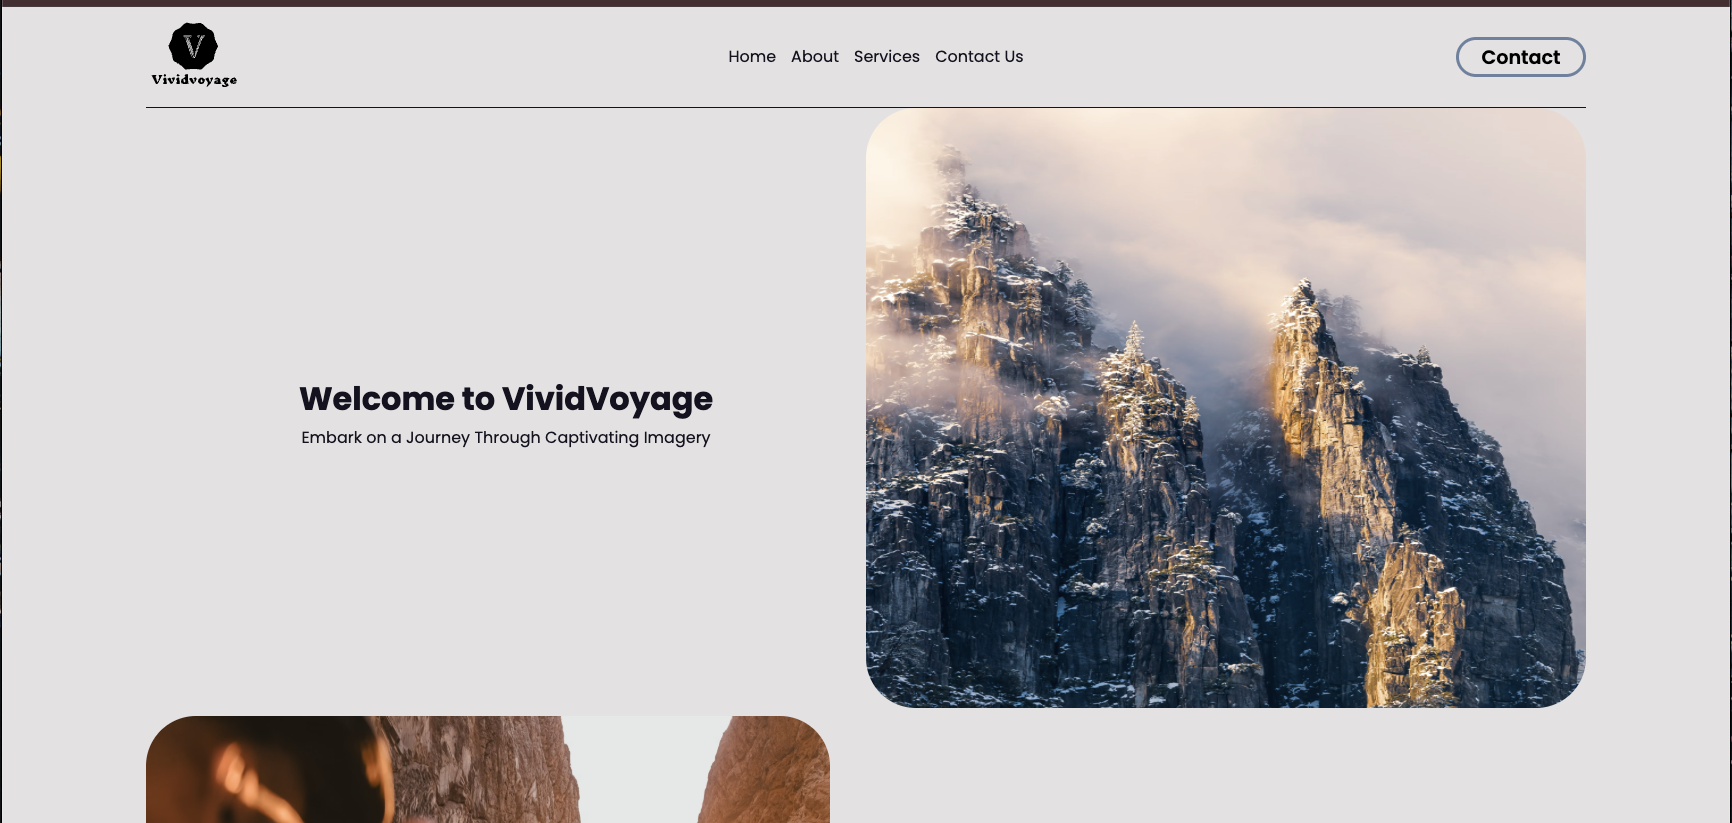 V
Vividvoyage
Home About Services Contact Us
Contact
Welcome to VividVoyage
Embark on a Journey Through Captivating Imagery